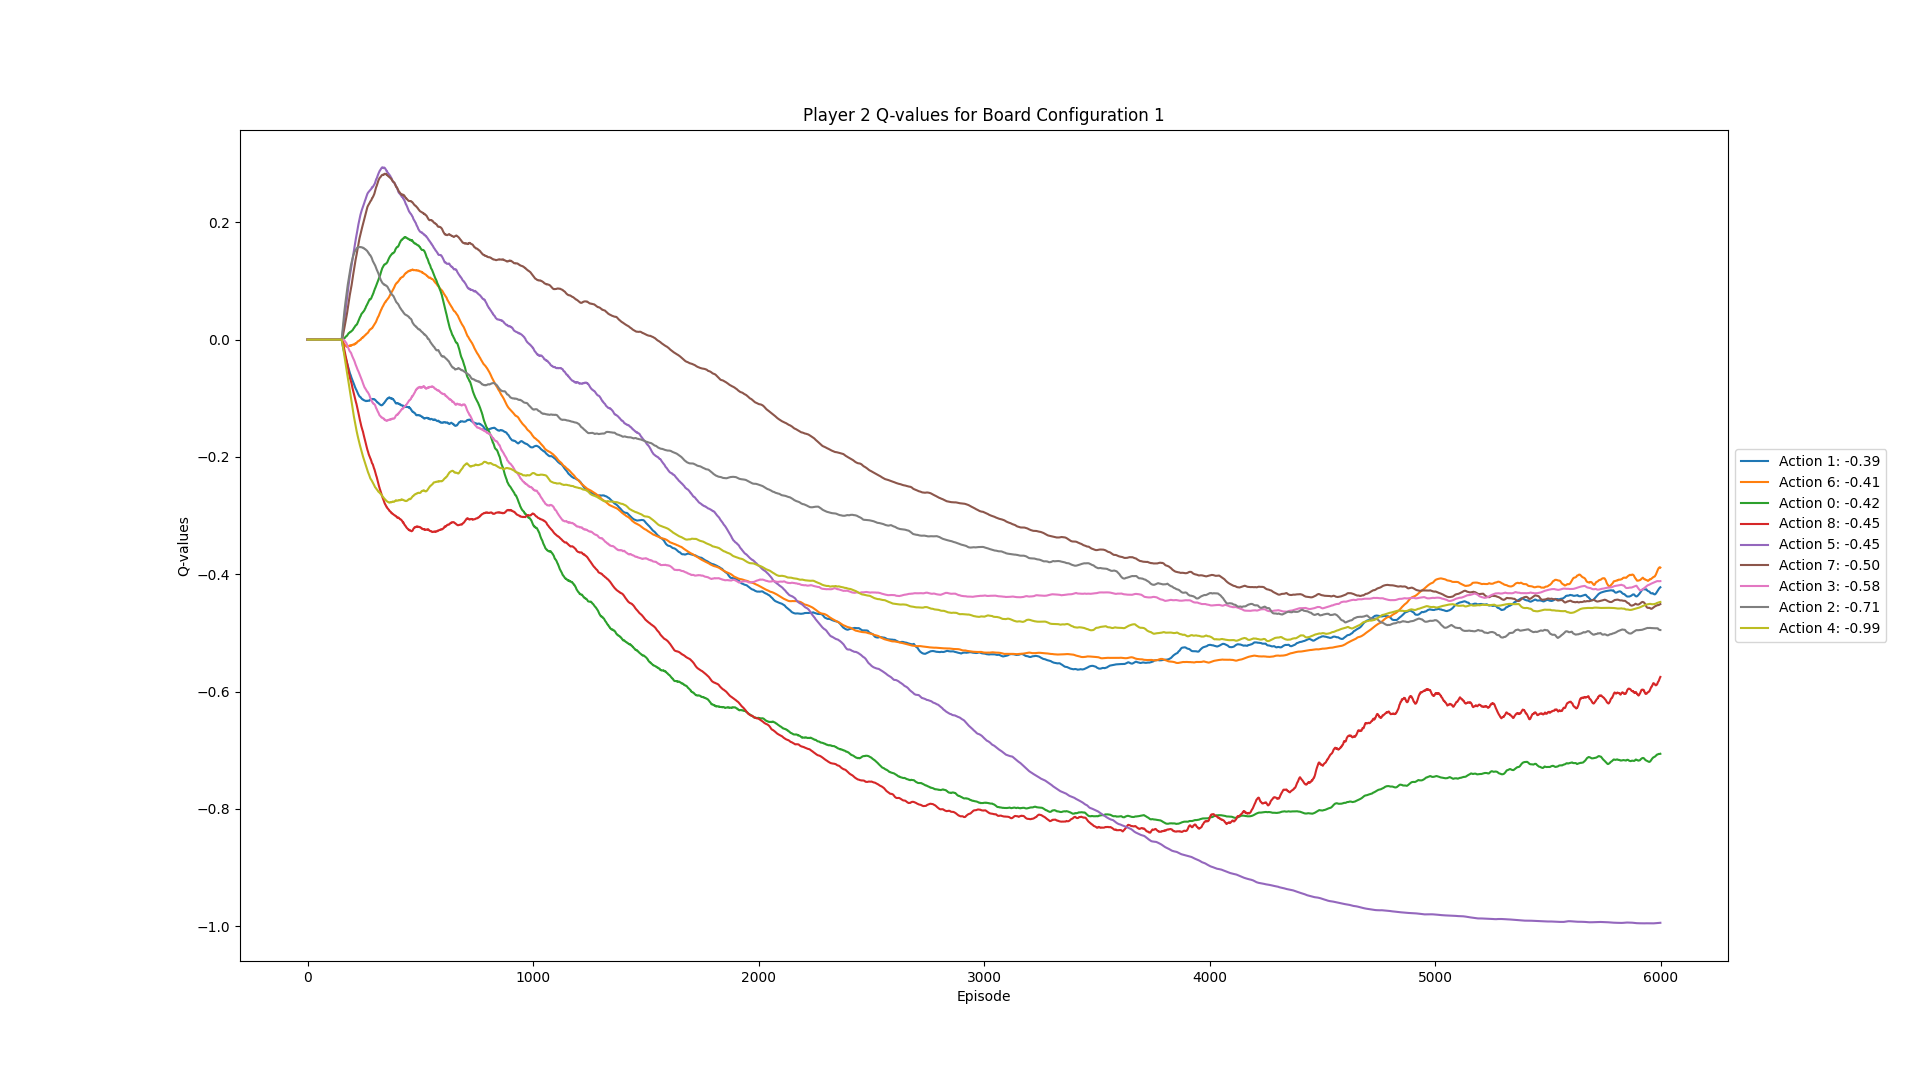 Player 2 Q-values for Board Configuration 1
0.2
0.0
−0.2
−0.4
−0.6
−0.8
−1.0
Q-values
0 1000 2000 3000 4000 5000 6000
Episode
Action 1: -0.39
Action 6: -0.41
Action 0: -0.42
Action 8: -0.45
Action 5: -0.45
Action 7: -0.50
Action 3: -0.58
Action 2: -0.71
Action 4: -0.99